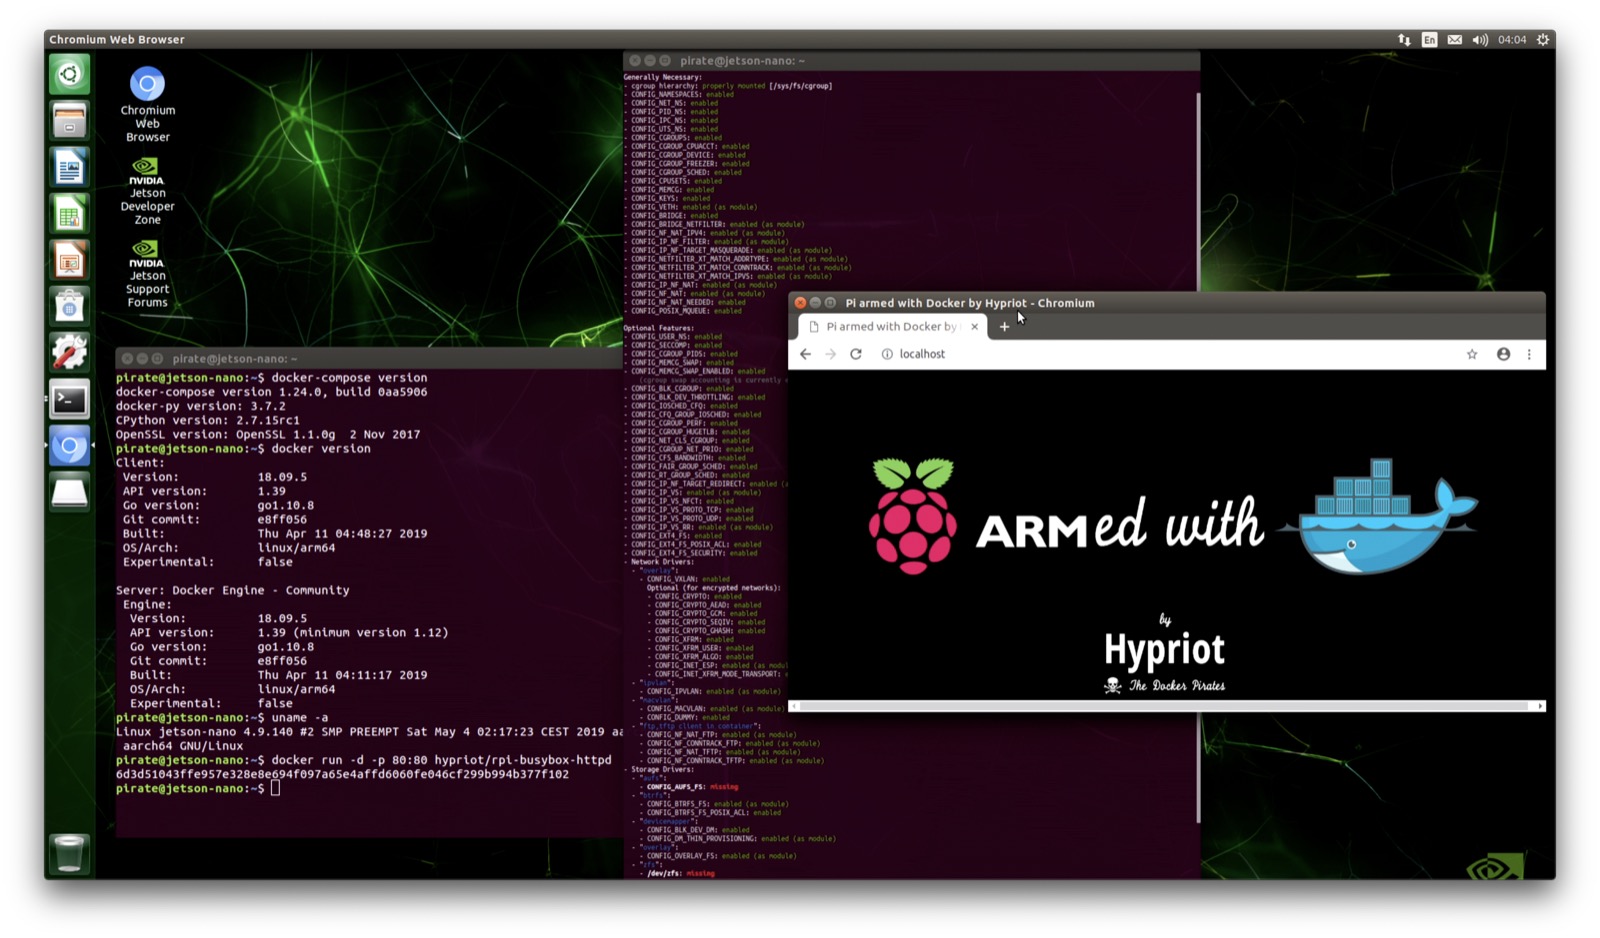 Chromium Web Browser
En
04:04
Chromium
Web
Browser
NVIDIA.
Jetson
Developer
Zone
NVIDIA.
Jetson
Support
Forums
pirate@jetson-nano: ~
pirate@jetson-nano:~$ docker-compose version
docker-compose version 1.24.0, build 0aa5906
docker-py version: 3.7.2
CPython version: 2.7.15rc1
OpenSSL version: OpenSSL 1.1.0g  2 Nov 2017
pirate@jetson-nano:~$ docker version
Client:
Version: 18.09.5
API version: 1.39
Go version: go1.10.8
Git commit: e8ff056
Built: Thu Apr 11 04:48:27 2019
OS/Arch: linux/arm64
Experimental: false
Server: Docker Engine - Community
Engine:
Version: 18.09.5
API version: 1.39 (minimum version 1.12)
Go version: go1.10.8
Git commit: e8ff056
Built: Thu Apr 11 04:11:17 2019
OS/Arch: linux/arm64
Experimental: false
pirate@jetson-nano:~$ uname -a
Linux jetson-nano 4.9.140 #2 SMP PREEMPT Sat May 4 02:17:23 CEST 2019 aa
aarch64 GNU/Linux
pirate@jetson-nano:~$ docker run -d -p 80:80 hypriot/rpi-busybox-httpd
6d3d51043ffe957e328e8e694f097a65e4affd6060fe046cf299b994b377f102
pirate@jetson-nano:~$
pirate@jetson-nano: ~
Generally Necessary:
- cgroup hierarchy: properly mounted [/sys/fs/cgroup]
- CONFIG_NAMESPACES: enabled
- CONFIG_NET_NS: enabled
- CONFIG_PID_NS: enabled
- CONFIG_IPC_NS: enabled
- CONFIG_UTS_NS: enabled
- CONFIG_CGROUPS: enabled
- CONFIG_CGROUP_CPUACCT: enabled
- CONFIG_CGROUP_DEVICE: enabled
- CONFIG_CGROUP_FREEZER: enabled
- CONFIG_CGROUP_SCHED: enabled
- CONFIG_CPUSETS: enabled
- CONFIG_MEMCG: enabled
- CONFIG_KEYS: enabled
- CONFIG_VETH: enabled (as module)
- CONFIG_BRIDGE: enabled
- CONFIG_BRIDGE_NETFILTER: enabled (as module)
- CONFIG_NF_NAT_IPV4: enabled (as module)
- CONFIG_IP_NF_FILTER: enabled (as module)
- CONFIG_IP_NF_TARGET_MASQUERADE: enabled (as module)
- CONFIG_NETFILTER_XT_MATCH_ADDRTYPE: enabled (as module)
- CONFIG_NETFILTER_XT_MATCH_CONNTRACK: enabled (as module)
- CONFIG_NETFILTER_XT_MATCH_IPVS: enabled (as module)
- CONFIG_IP_NF_NAT: enabled (as module)
- CONFIG_NF_NAT: enabled (as module)
- CONFIG_NF_NAT_NEEDED: enabled
- CONFIG_POSIX_MQUEUE: enabled
Optional Features:
- CONFIG_USER_NS: enabled
- CONFIG_SECCOMP: enabled
- CONFIG_CGROUP_PIDS: enabled
- CONFIG_MEMCG_SWAP: enabled
- CONFIG_MEMCG_SWAP_ENABLED: enabled
(cgroup swap accounting is currently
- CONFIG_BLK_CGROUP: enabled
- CONFIG_BLK_DEV_THROTTLING: enabled
- CONFIG_IOSCHED_CFQ: enabled
- CONFIG_CFQ_GROUP_IOSCHED: enabled
- CONFIG_CGROUP_PERF: enabled
- CONFIG_CGROUP_HUGETLB: enabled
- CONFIG_NET_CLS_CGROUP: enabled
- CONFIG_CGROUP_NET_PRIO: enabled
- CONFIG_CFS_BANDWIDTH: enabled
- CONFIG_FAIR_GROUP_SCHED: enabled
- CONFIG_RT_GROUP_SCHED: enabled
- CONFIG_IP_NF_TARGET_REDIRECT: enabled (
- CONFIG_IP_VS: enabled (as module)
- CONFIG_IP_VS_NFCT: enabled
- CONFIG_IP_VS_PROTO_TCP: enabled
- CONFIG_IP_VS_PROTO_UDP: enabled
- CONFIG_IP_VS_RR: enabled (as module)
- CONFIG_EXT4_FS: enabled
- CONFIG_EXT4_FS_POSIX_ACL: enabled
- CONFIG_EXT4_FS_SECURITY: enabled
- Network Drivers:
- "overlay":
- CONFIG_VXLAN: enabled
Optional (for encrypted networks):
- CONFIG_CRYPTO: enabled
- CONFIG_CRYPTO_AEAD: enabled
- CONFIG_CRYPTO_GCM: enabled
- CONFIG_CRYPTO_SEQIV: enabled
- CONFIG_CRYPTO_GHASH: enabled
- CONFIG_XFRM: enabled
- CONFIG_XFRM_USER: enabled
- CONFIG_XFRM_ALGO: enabled
- CONFIG_INET_ESP: enabled (as modu
- CONFIG_INET_XFRM_MODE_TRANSPORT:
- "ipvlan":
- CONFIG_IPVLAN: enabled (as module)
- "macvlan":
- CONFIG_MACVLAN: enabled (as module)
- CONFIG_DUMMY: enabled
- "ftp,tftp client in container":
- CONFIG_NF_NAT_FTP: enabled (as module)
- CONFIG_NF_CONNTRACK_FTP: enabled (as module)
- CONFIG_NF_NAT_TFTP: enabled (as module)
- CONFIG_NF_CONNTRACK_TFTP: enabled (as module)
- Storage Drivers:
- "aufs":
- CONFIG_AUFS_FS: missing
- "btrfs":
- CONFIG_BTRFS_FS: enabled (as module)
- CONFIG_BTRFS_FS_POSIX_ACL: enabled
- "devicemapper":
- CONFIG_BLK_DEV_DM: enabled
- CONFIG_DM_THIN_PROVISIONING: enabled (as module)
- "overlay":
- CONFIG_OVERLAY_FS: enabled (as module)
- "zfs":
- /dev/zfs: missing
Pi armed with Docker by Hypriot - Chromium
Pi armed with Docker by
localhost
ARMed with
by
Hypriot
The Docker Pirates